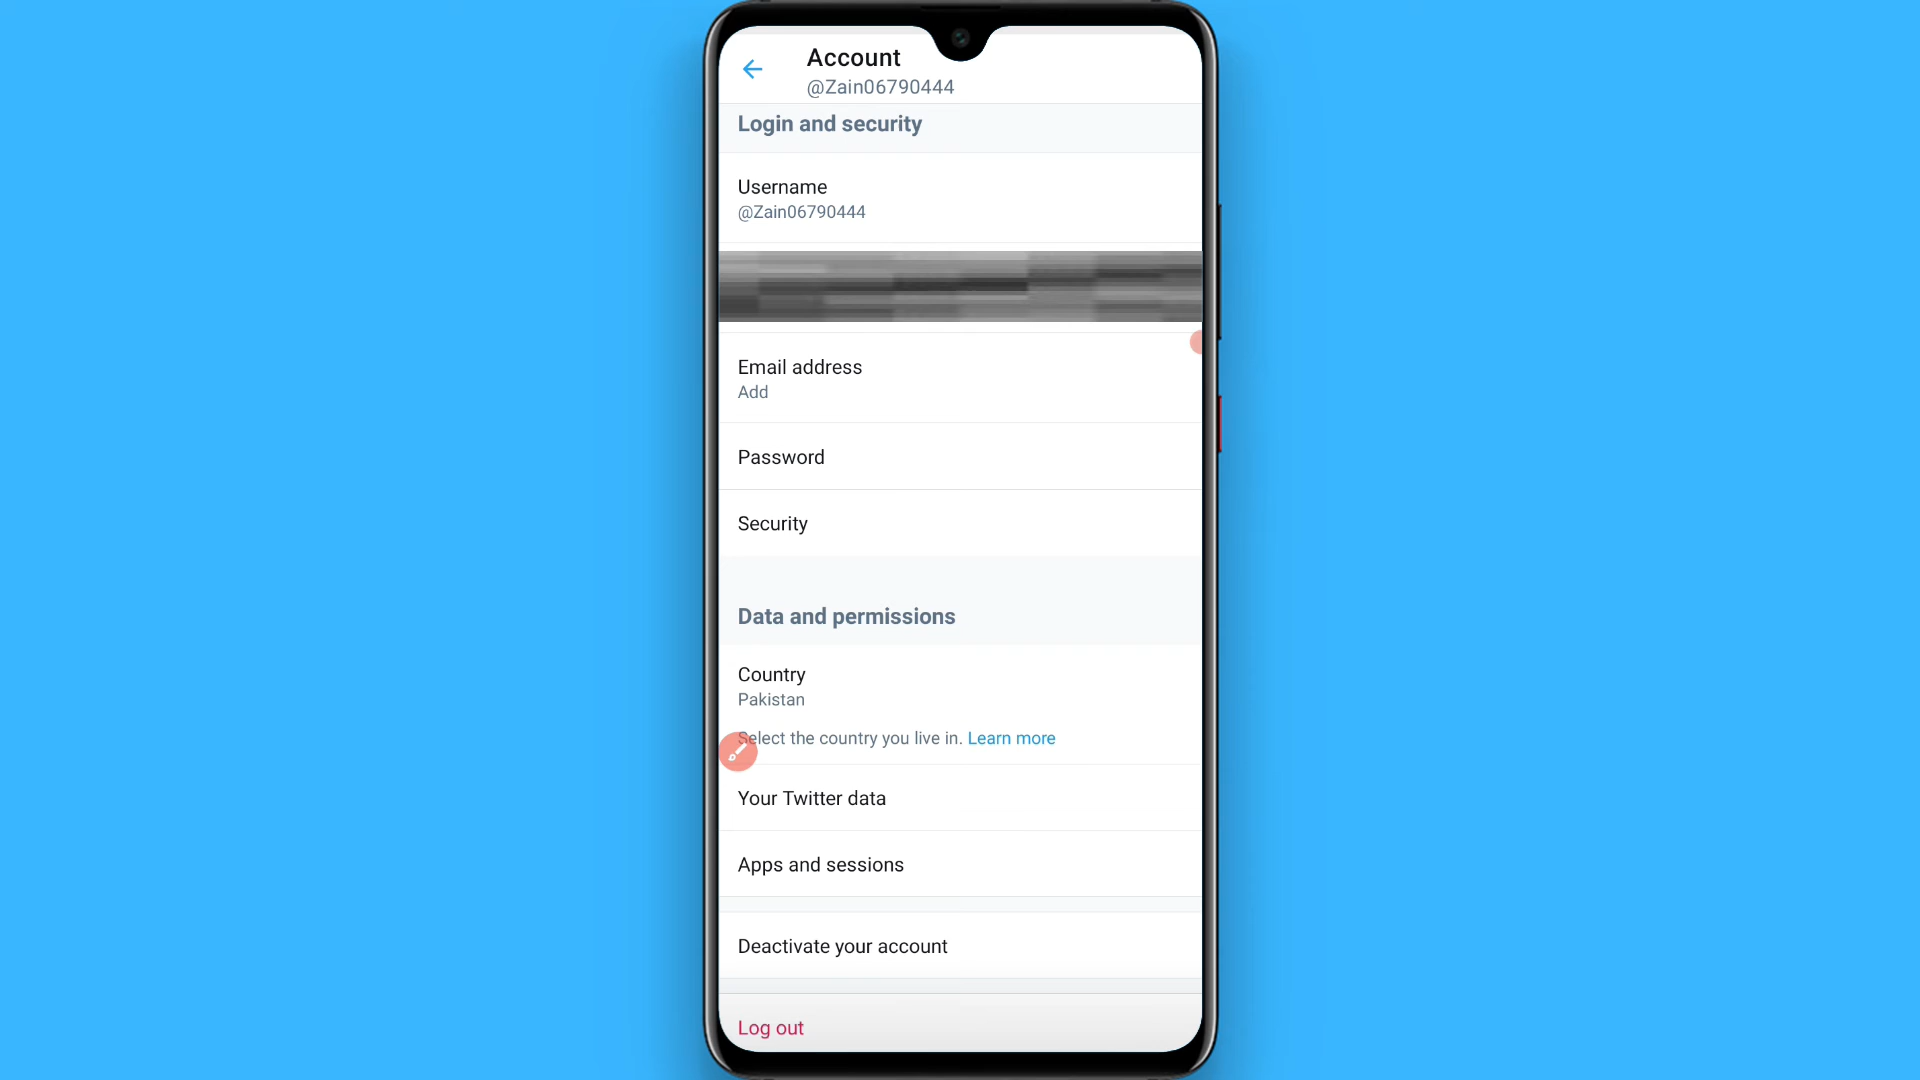 Account
@Zain06790444
Login and security
Username
@Zain06790444
Email address
Add
Password
Security
Data and permissions
Country
Pakistan
Select the country you live in. Learn more
Your Twitter data
Apps and sessions
Deactivate your account
Log out